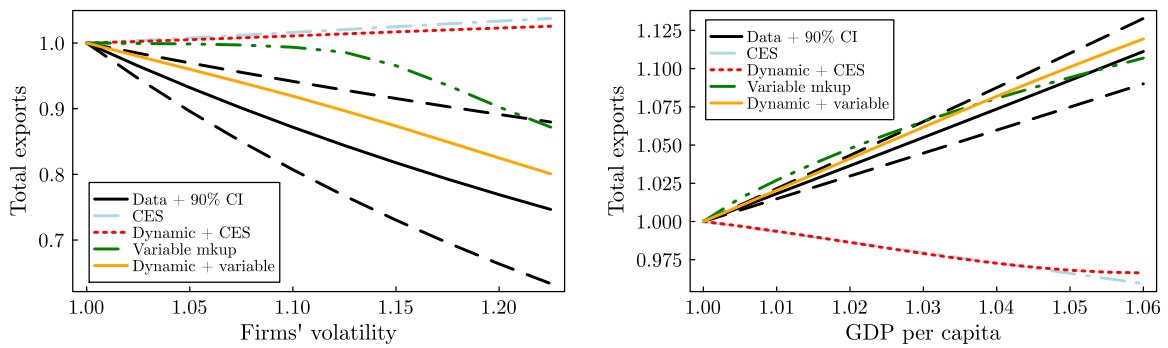 1.0
0.9
0.8
0.7
Total exports
Data + 90% CI
CES
Dynamic + CES
Variable mkup
Dynamic + variable
1.00 1.05 1.10 1.15 1.20
Firms' volatility
1.125
1.100
1.075
1.050
1.025
1.000
0.975
Total exports
Data + 90% CI
CES
Dynamic + CES
Variable mkup
Dynamic + variable
1.00 1.01 1.02 1.03 1.04 1.05 1.06
GDP per capita